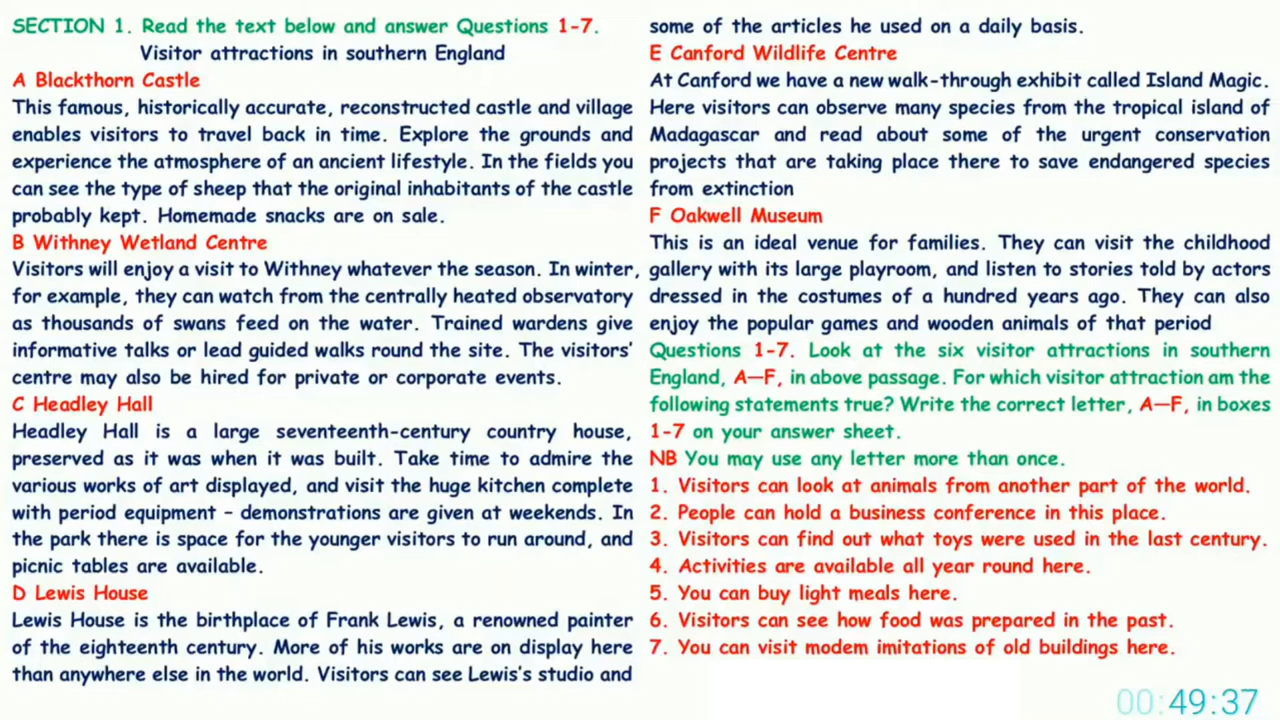 SECTION 1. Read the text below and answer Questions 1-7.
Visitor attractions in southern England
A Blackthorn Castle
This famous, historically accurate, reconstructed castle and village
enables visitors to travel back in time. Explore the grounds and
experience the atmosphere of an ancient lifestyle. In the fields you
can see the type of sheep that the original inhabitants of the castle
probably kept. Homemade snacks are on sale.
B Withney Wetland Centre
Visitors will enjoy a visit to Withney whatever the season. In winter,
for example, they can watch from the centrally heated observatory
as thousands of swans feed on the water. Trained wardens give
informative talks or lead guided walks round the site. The visitors'
centre may also be hired for private or corporate events.
C Headley Hall
Headley Hall is a large seventeenth-century country house,
preserved as it was when it was built. Take time to admire the
various works of art displayed, and visit the huge kitchen complete
with period equipment – demonstrations are given at weekends. In
the park there is space for the younger visitors to run around, and
picnic tables are available.
D Lewis House
Lewis House is the birthplace of Frank Lewis, a renowned painter
of the eighteenth century. More of his works are on display here
than anywhere else in the world. Visitors can see Lewis's studio and
some of the articles he used on a daily basis.
E Canford Wildlife Centre
At Canford we have a new walk-through exhibit called Island Magic.
Here visitors can observe many species from the tropical island of
Madagascar and read about some of the urgent conservation
projects that are taking place there to save endangered species
from extinction
F Oakwell Museum
This is an ideal venue for families. They can visit the childhood
gallery with its large playroom, and listen to stories told by actors
dressed in the costumes of a hundred years ago. They can also
enjoy the popular games and wooden animals of that period
Questions 1-7. Look at the six visitor attractions in southern
England, A—F, in above passage. For which visitor attraction am the
following statements true? Write the correct letter, A—F, in boxes
1-7 on your answer sheet.
NB You may use any letter more than once.
1. Visitors can look at animals from another part of the world.
2. People can hold a business conference in this place.
3. Visitors can find out what toys were used in the last century.
4. Activities are available all year round here.
5. You can buy light meals here.
6. Visitors can see how food was prepared in the past.
7. You can visit modem imitations of old buildings here.
00:49:37